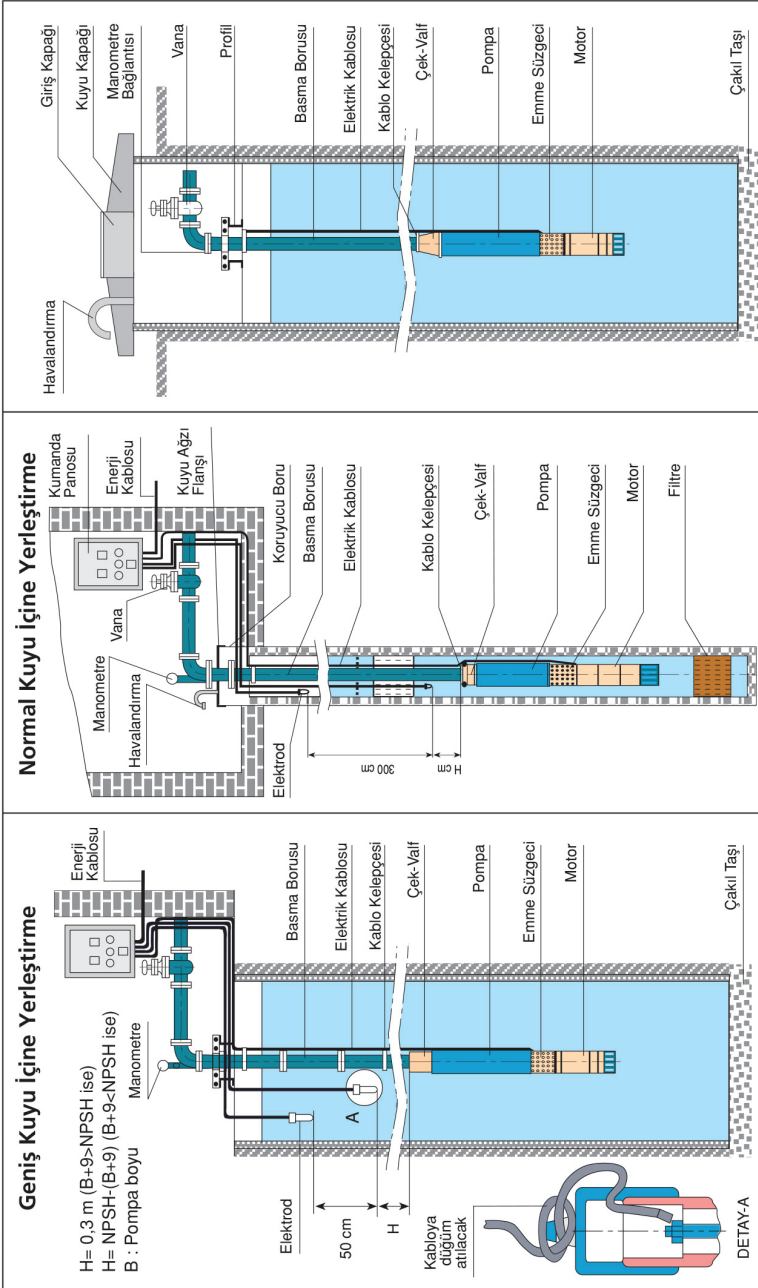 Geniş Kuyu İçine Yerleştirme
H= 0,3 m (B+9>NPSH ise)
H= NPSH-(B+9) (B+9<NPSH ise)
B : Pompa boyu
Manometre
Enerji
Kablosu
Elektrod
50 cm
H
A
Basma Borusu
Elektrik Kablosu
Kablo Kelepçesi
Çek-Valf
Pompa
Emme Süzgeci
Motor
Çakıl Taşı
Kabloya
düğüm
atılacak
DETAY-A
Normal Kuyu İçine Yerleştirme
Kumanda
Panosu
Enerji
Kablosu
Kuyu Ağzı
Flanşı
Vana
Manometre
Havalandırma
Elektrod
300 cm
H cm
Koruyucu Boru
Basma Borusu
Elektrik Kablosu
Kablo Kelepçesi
Çek-Valf
Pompa
Emme Süzgeci
Motor
Filtre
Giriş Kapağı
Kuyu Kapağı
Manometre
Bağlantısı
Vana
Profil
Havalandırma
Basma Borusu
Elektrik Kablosu
Kablo Kelepçesi
Çek-Valf
Pompa
Emme Süzgeci
Motor
Çakıl Taşı